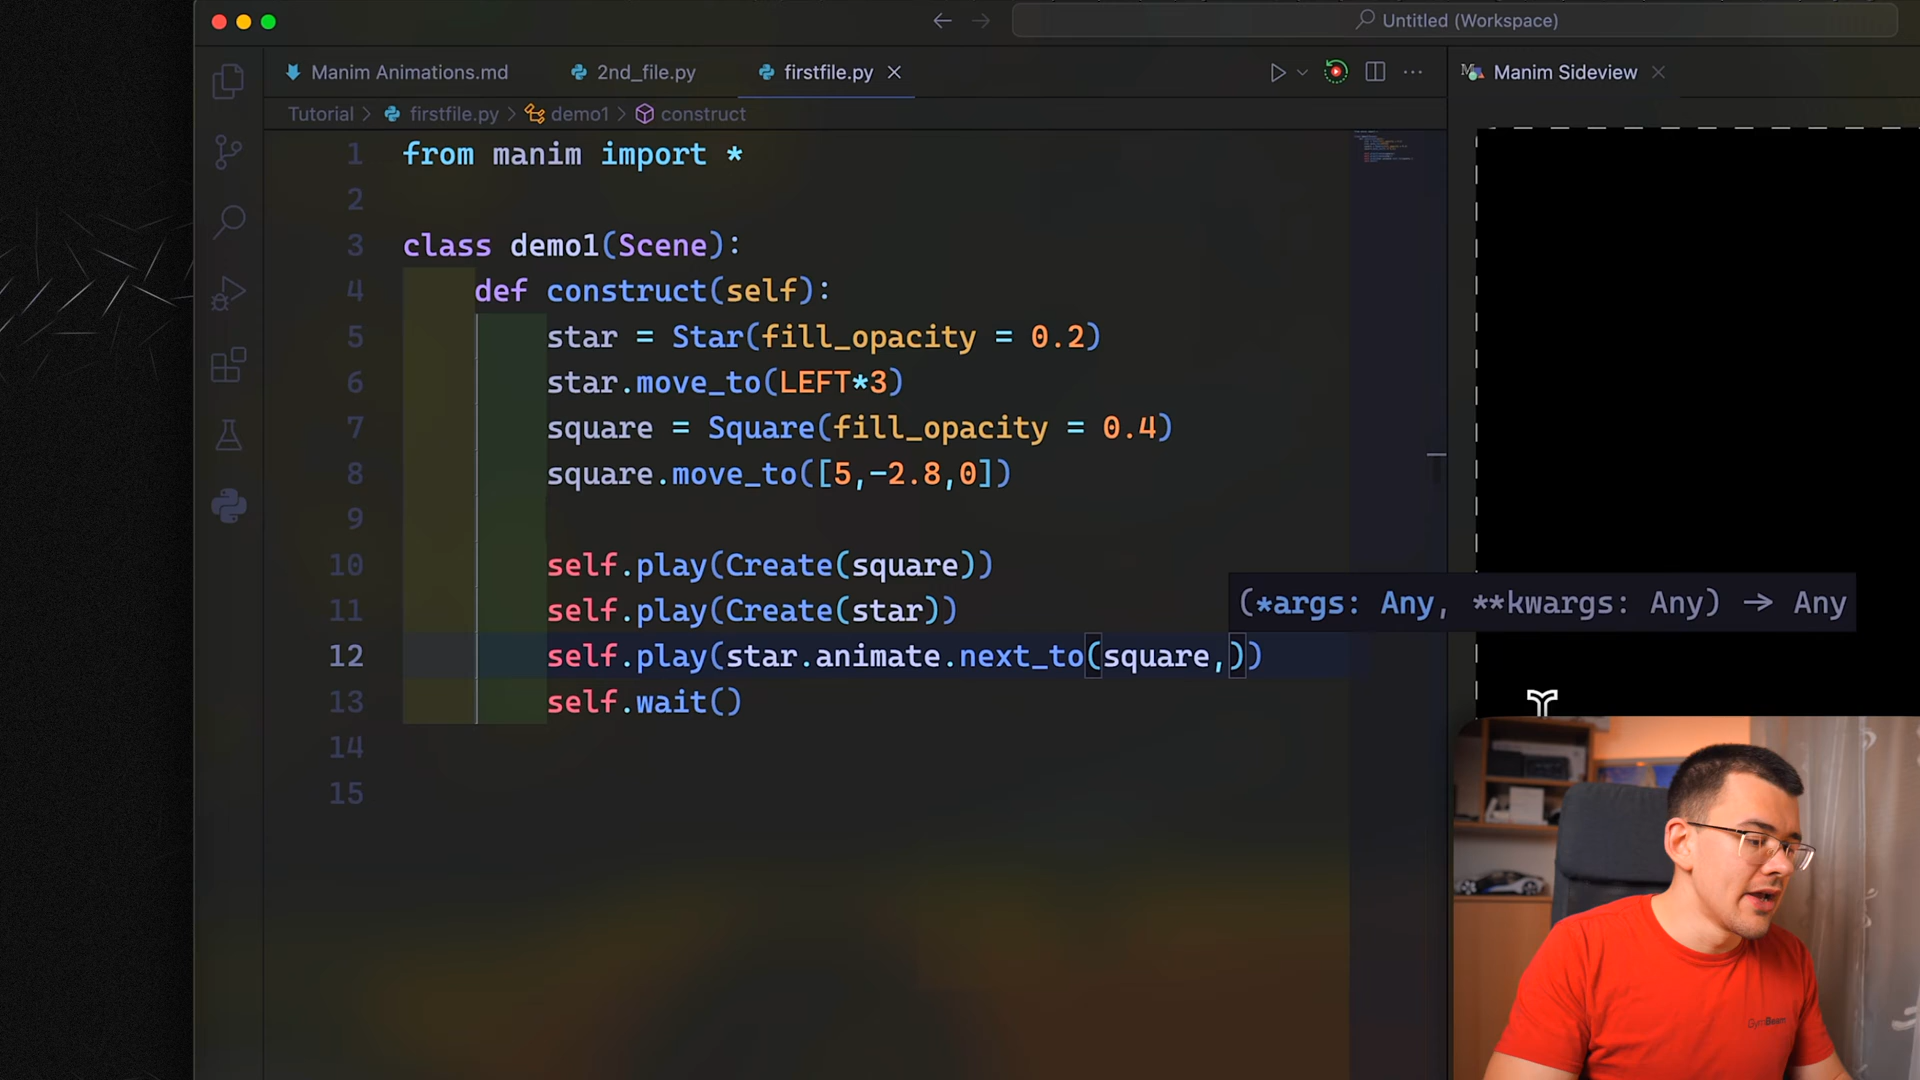 Untitled (Workspace)
Manim Animations.md
2nd_file.py
firstfile.py
Manim Sideview
Tutorial > firstfile.py > demo1 > construct
1 from manim import *
2
3 class demo1(Scene):
4 def construct(self):
5 star = Star(fill_opacity = 0.2)
6 star.move_to(LEFT*3)
7 square = Square(fill_opacity = 0.4)
8 square.move_to([5,-2.8,0])
9
10 self.play(Create(square))
11 self.play(Create(star))
(*args: Any, **kwargs: Any) → Any
12 self.play(star.animate.next_to(square,))
13 self.wait()
14
15
GymBeam